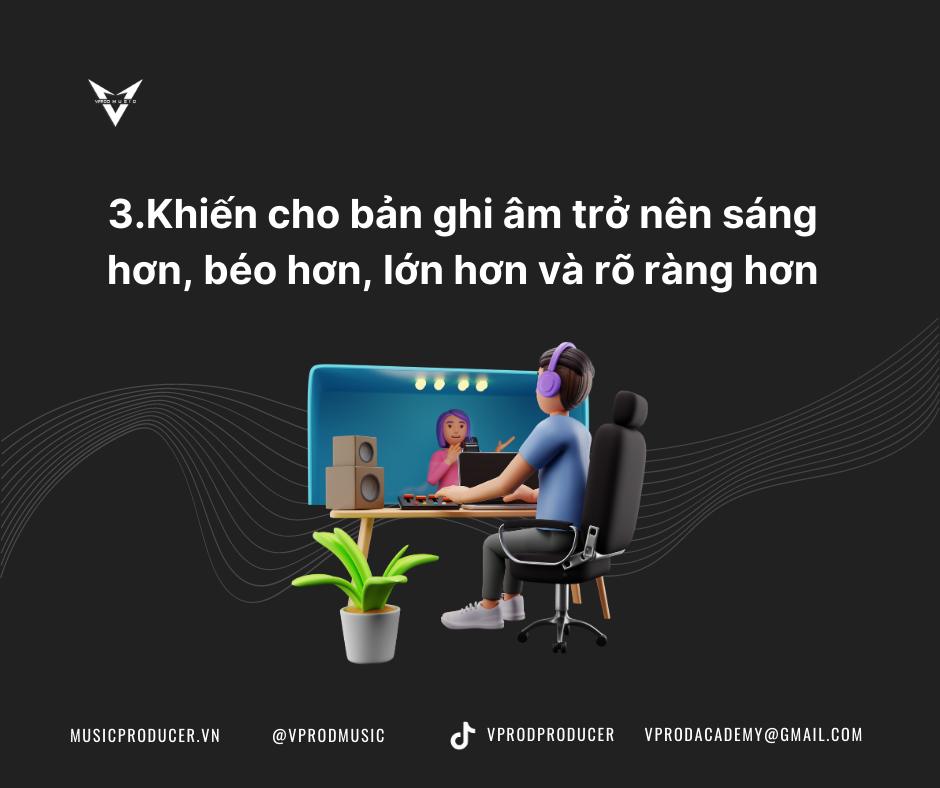 VPROD MUSIC
3.Khiến cho bản ghi âm trở nên sáng
hơn, béo hơn, lớn hơn và rõ ràng hơn
MUSICPRODUCER.VN
@VPRODMUSIC
VPRODPRODUCER
VPRODACADEMY@GMAIL.COM